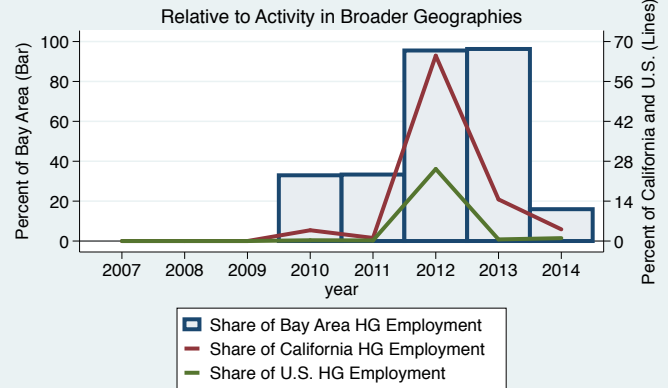 Relative to Activity in Broader Geographies
Percent of Bay Area (Bar)
100
80
60
40
20
0
Percent of California and U.S. (Lines)
70
56
42
28
14
0
2007 2008 2009 2010 2011 2012 2013 2014
year
Share of Bay Area HG Employment
Share of California HG Employment
Share of U.S. HG Employment